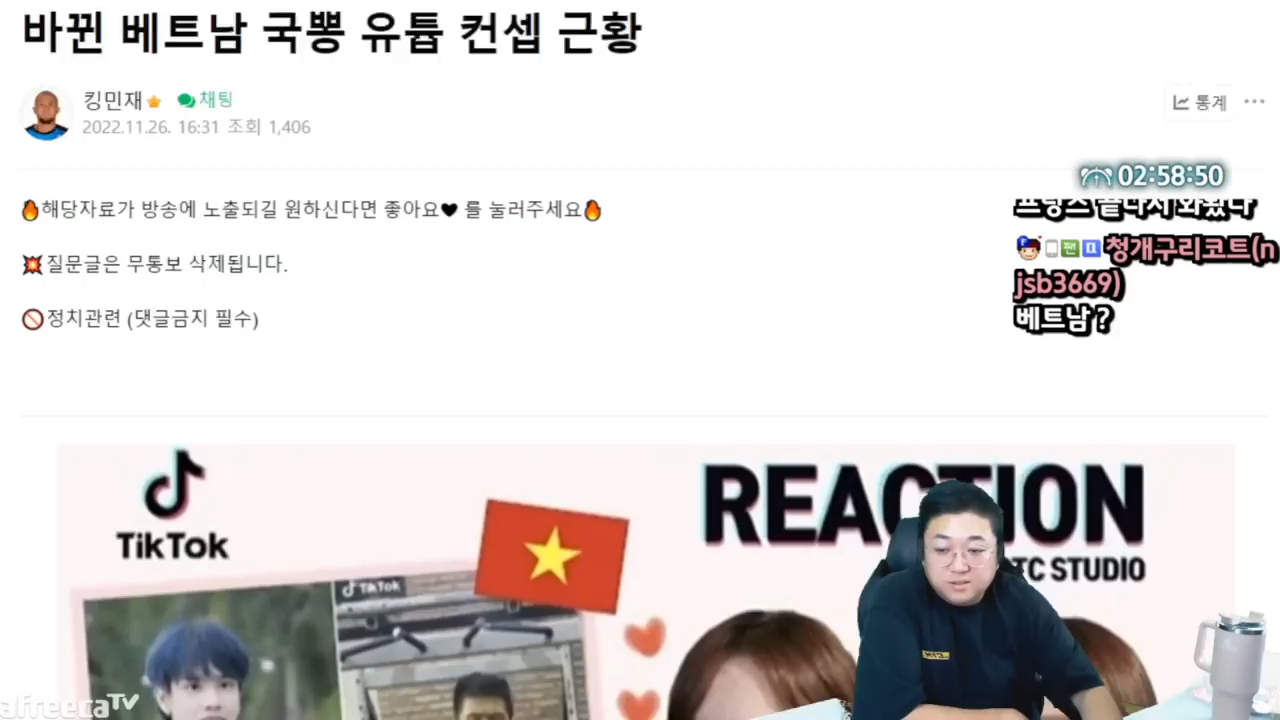 바뀐 베트남 국뽕 유튭 컨셉 근황
킹민재
채팅
2022.11.26. 16:31 조회 1,406
통계
02:58:50
🔥해당자료가 방송에 노출되길 원하신다면 좋아요🖤 를 눌러주세요🔥
💥질문글은 무통보 삭제됩니다.
🚫정치관련 (댓글금지 필수)
팬
청개구리코트(n
jsb3669)
베트남?
TikTok
REACTION
TC STUDIO
TikTok
afreecaTV